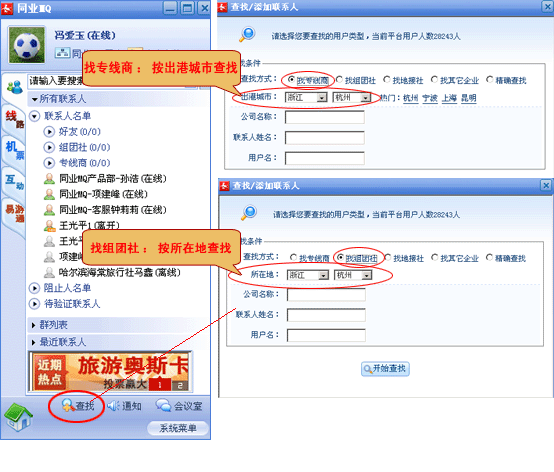 同业MQ
冯爱玉(在线)
同业
请输入要搜索
所有联系人
联系人名单
好友(0/0)
组团社(0/0)
专线商(0/0)
同业MQ产品部-孙浩(在线)
同业MQ-项建峰(在线)
同业MQ-客服钟莉莉(在线)
王光平1(离开)
王光平
项建峰
哈尔滨海棠旅行社马鑫(离线)
阻止人名单
待验证联系人
群列表
最近联系人
线路
机票
互动
易游通
近期热点
旅游奥斯卡
投票赢大
1 2
查找
通知
会议室
系统菜单
找专线商： 按出港城市查找
找组团社： 按所在地查找
查找/添加联系人
请选择您要查找的用户类型，当前平台用户人数28243人
找条件
查找方式： 找专线商 找组团社 找地接社 找其它企业 精确查找
出港城市： 浙江 杭州 热门： 杭州 宁波 上海 昆明
公司名称：
联系人姓名：
用户名：
查找/添加联系人
请选择您要查找的用户类型，当前平台用户人数28243人
找条件
查找方式： 找专线商 找组团社 找地接社 找其它企业 精确查找
所在地： 浙江 杭州
公司名称：
联系人姓名：
用户名：
开始查找